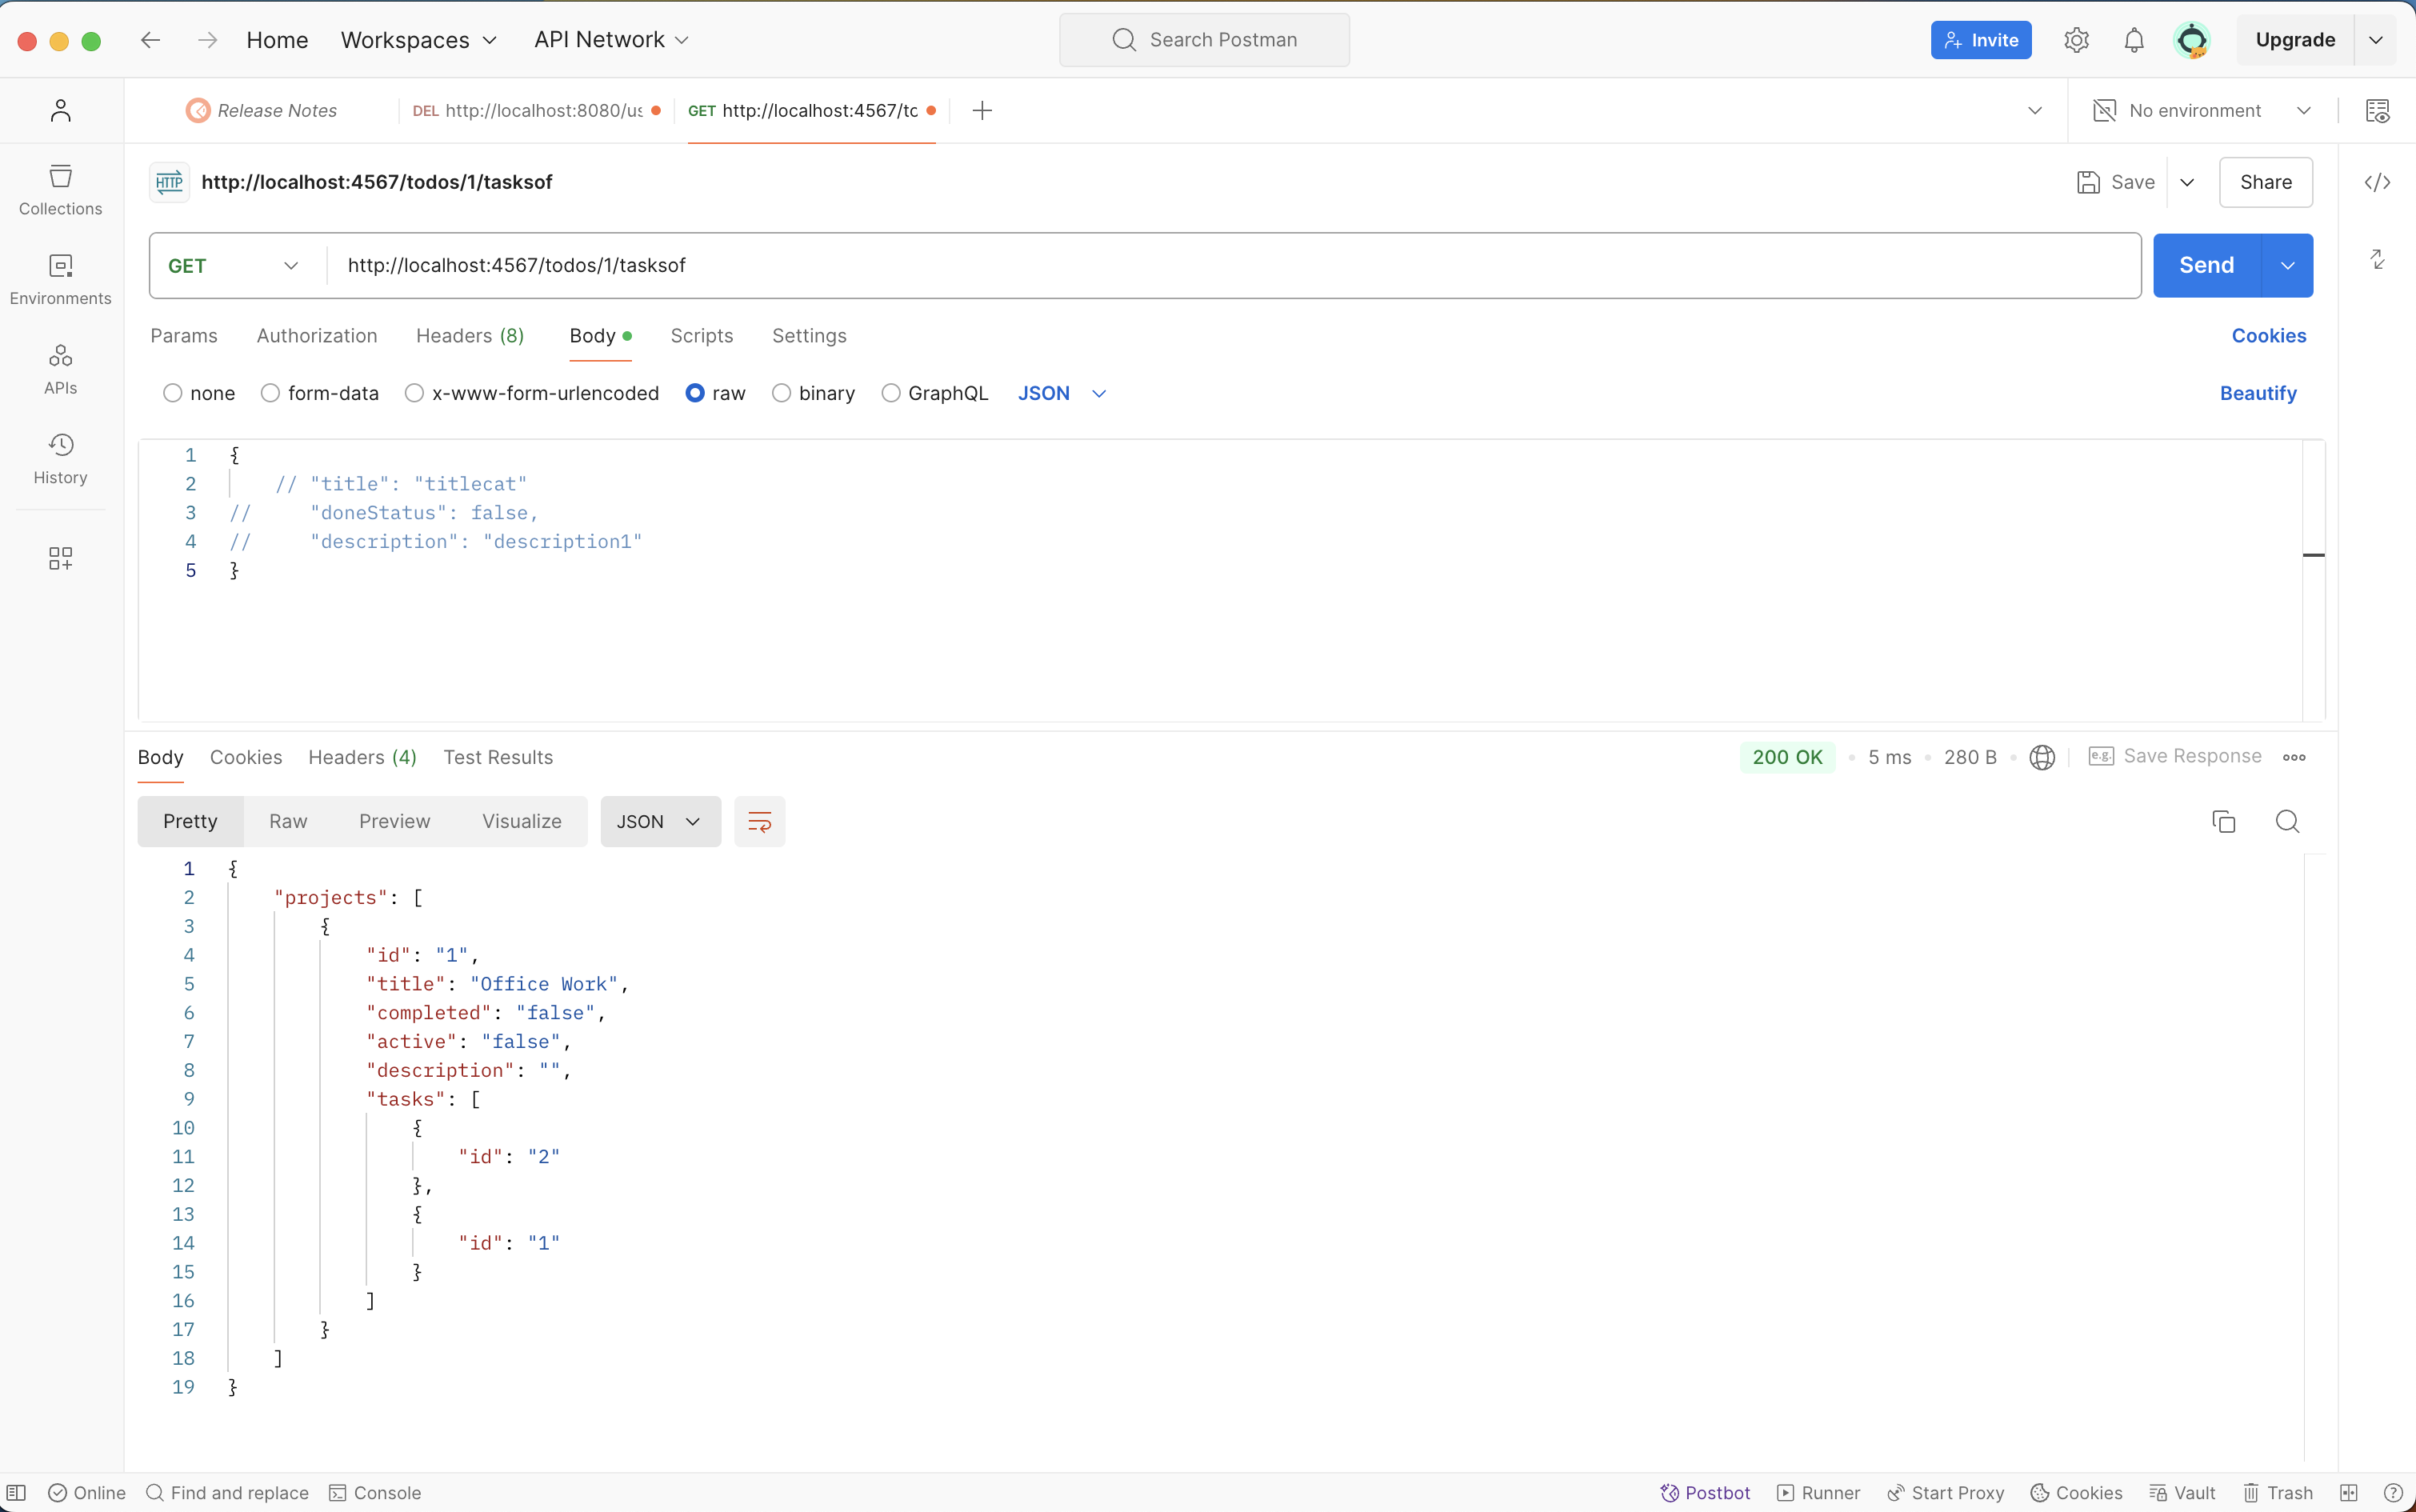 Home Workspaces API Network Search Postman Invite Upgrade
Release Notes DEL http://localhost:8080/us GET http://localhost:4567/to No environment
HTTP http://localhost:4567/todos/1/tasksof Save Share
Collections
Environments
APIs
History
GET http://localhost:4567/todos/1/tasksof Send
Params Authorization Headers (8) Body Scripts Settings Cookies
none form-data x-www-form-urlencoded raw binary GraphQL JSON Beautify
1 {
2 // "title": "titlecat"
3 // "doneStatus": false,
4 // "description": "description1"
5 }
Body Cookies Headers (4) Test Results 200 OK 5 ms 280 B e.g. Save Response
Pretty Raw Preview Visualize JSON
1 {
2 "projects": [
3 {
4 "id": "1",
5 "title": "Office Work",
6 "completed": "false",
7 "active": "false",
8 "description": "",
9 "tasks": [
10 {
11 "id": "2"
12 },
13 {
14 "id": "1"
15 }
16 ]
17 }
18 ]
19 }
Online Find and replace Console Postbot Runner Start Proxy Cookies Vault Trash